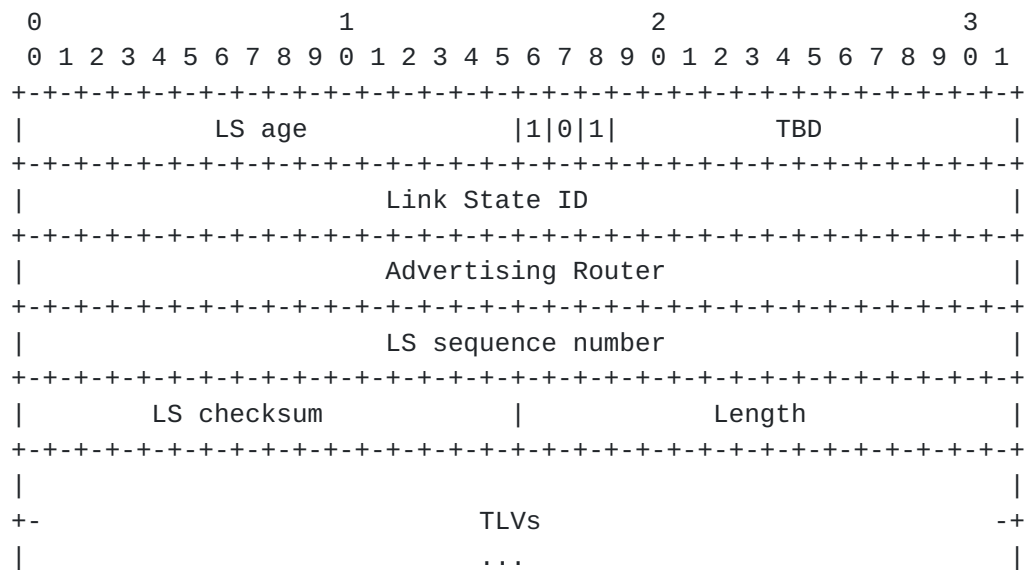 0                   1                   2                   3
 0 1 2 3 4 5 6 7 8 9 0 1 2 3 4 5 6 7 8 9 0 1 2 3 4 5 6 7 8 9 0 1
+-+-+-+-+-+-+-+-+-+-+-+-+-+-+-+-+-+-+-+-+-+-+-+-+-+-+-+-+-+-+-+-+
|            LS age             |1|0|1|          TBD            |
+-+-+-+-+-+-+-+-+-+-+-+-+-+-+-+-+-+-+-+-+-+-+-+-+-+-+-+-+-+-+-+-+
|                       Link State ID                           |
+-+-+-+-+-+-+-+-+-+-+-+-+-+-+-+-+-+-+-+-+-+-+-+-+-+-+-+-+-+-+-+-+
|                       Advertising Router                      |
+-+-+-+-+-+-+-+-+-+-+-+-+-+-+-+-+-+-+-+-+-+-+-+-+-+-+-+-+-+-+-+-+
|                       LS sequence number                      |
+-+-+-+-+-+-+-+-+-+-+-+-+-+-+-+-+-+-+-+-+-+-+-+-+-+-+-+-+-+-+-+-+
|        LS checksum            |            Length             |
+-+-+-+-+-+-+-+-+-+-+-+-+-+-+-+-+-+-+-+-+-+-+-+-+-+-+-+-+-+-+-+-+
|                                                               |
+-                            TLVs                             -+
|                             ...                               |